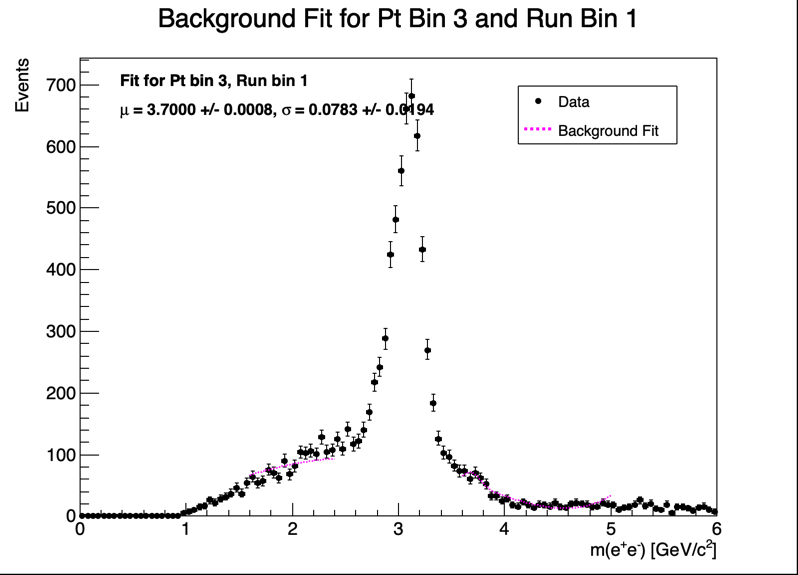 Background Fit for Pt Bin 3 and Run Bin 1
Events
Fit for Pt bin 3, Run bin 1
μ = 3.7000 +/- 0.0008, σ = 0.0783 +/- 0.0194
Data
Background Fit
700
600
500
400
300
200
100
0
0 1 2 3 4 5 6
m(e⁺e⁻) [GeV/c²]